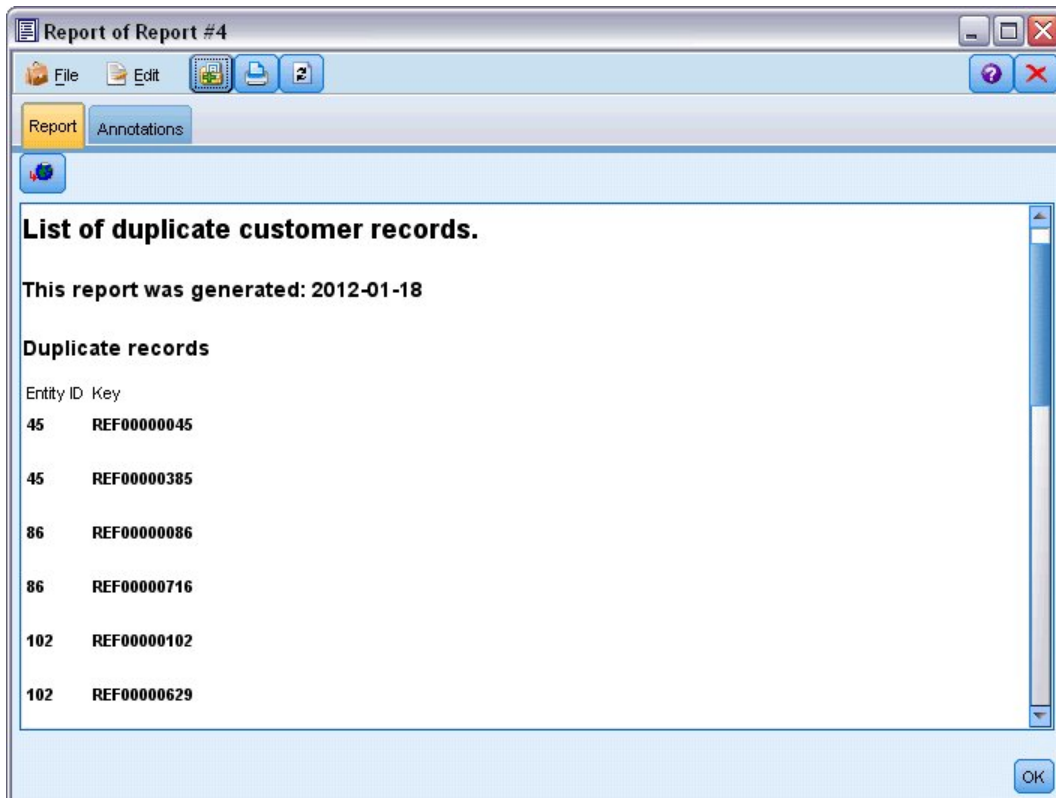 Report of Report #4
File Edit
Report Annotations
List of duplicate customer records.
This report was generated: 2012-01-18
Duplicate records
Entity ID Key
45 REF00000045
45 REF00000385
86 REF00000086
86 REF00000716
102 REF00000102
102 REF00000629
OK